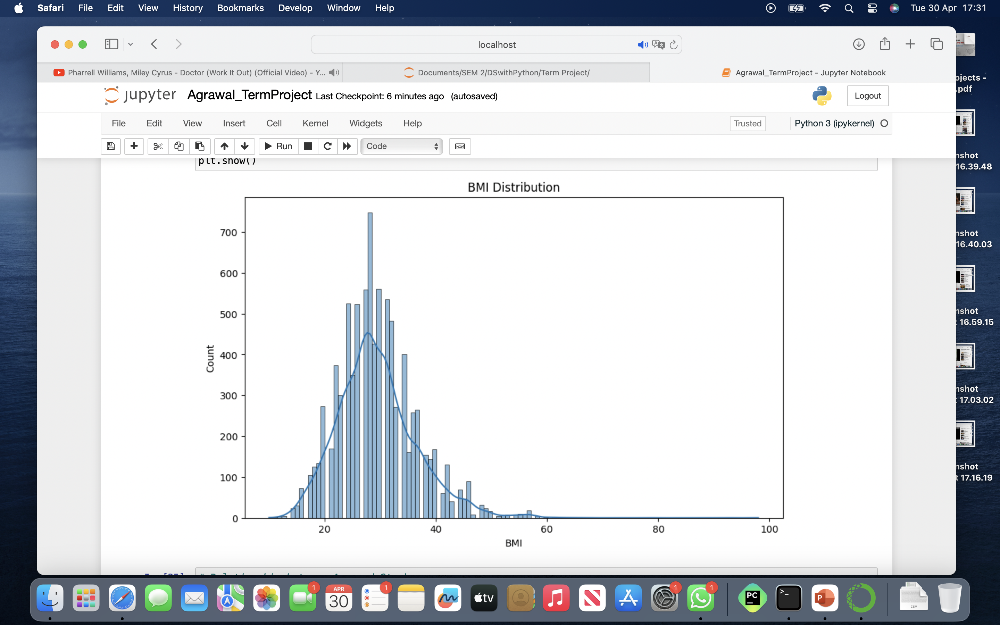 Safari File Edit View History Bookmarks Develop Window Help Tue 30 Apr 17:31
localhost
Pharrell Williams, Miley Cyrus - Doctor (Work It Out) (Official Video) - Y...
Documents/SEM 2/DSwithPython/Term Project/
Agrawal_TermProject - Jupyter Notebook
jupyter Agrawal_TermProject Last Checkpoint: 6 minutes ago (autosaved)
Logout
File Edit View Insert Cell Kernel Widgets Help Trusted Python 3 (ipykernel)
Run Code
plt.show()
BMI Distribution
700
600
500
400
300
200
100
0
Count
20 40 60 80 100
BMI
ojects -
.pdf
nshot
16.39.48
nshot
16.40.03
nshot
t 16.59.15
nshot
t 17.03.02
nshot
t 17.16.19
1
APR
30
1
tv
1
1
PC
>_
P
CSV